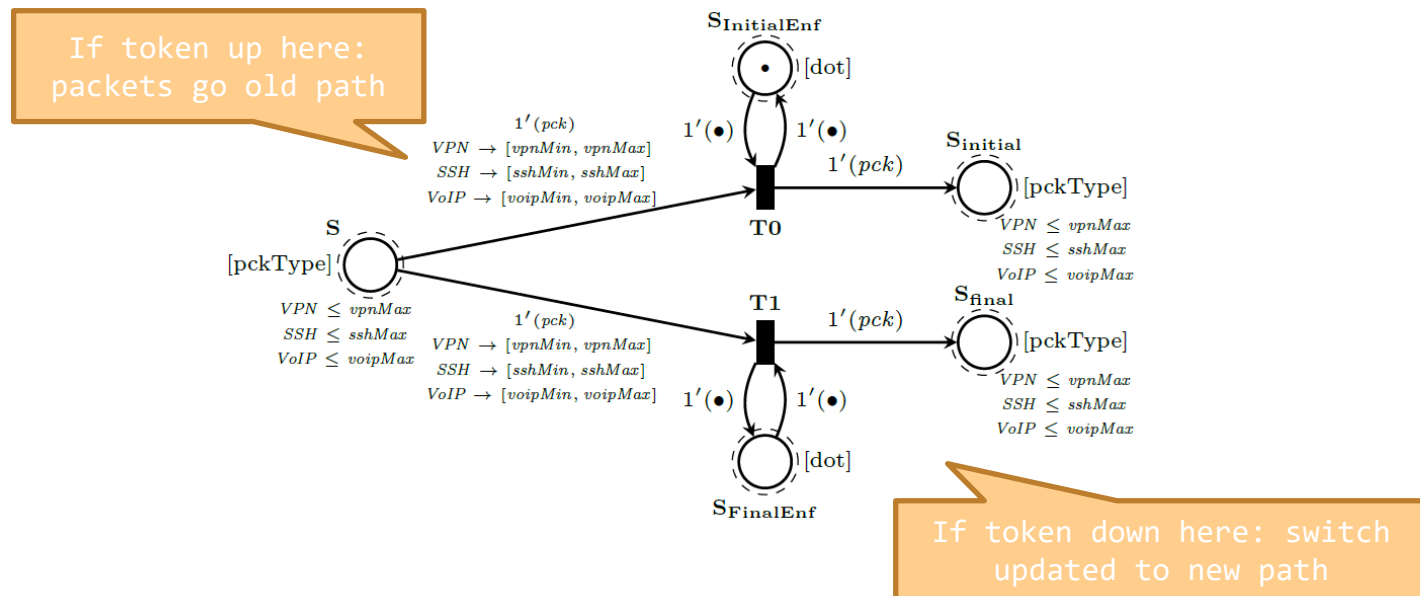 If token up here:
packets go old path
S_InitialEnf
[dot]
1′(●)
1′(●)
1′(pck)
VPN → [vpnMin, vpnMax]
SSH → [sshMin, sshMax]
VoIP → [voipMin, voipMax]
T0
1′(pck)
S_initial
[pckType]
VPN ≤ vpnMax
SSH ≤ sshMax
VoIP ≤ voipMax
S
[pckType]
VPN ≤ vpnMax
SSH ≤ sshMax
VoIP ≤ voipMax
1′(pck)
VPN → [vpnMin, vpnMax]
SSH → [sshMin, sshMax]
VoIP → [voipMin, voipMax]
T1
1′(pck)
S_final
[pckType]
VPN ≤ vpnMax
SSH ≤ sshMax
VoIP ≤ voipMax
1′(●)
1′(●)
[dot]
S_FinalEnf
If token down here: switch
updated to new path